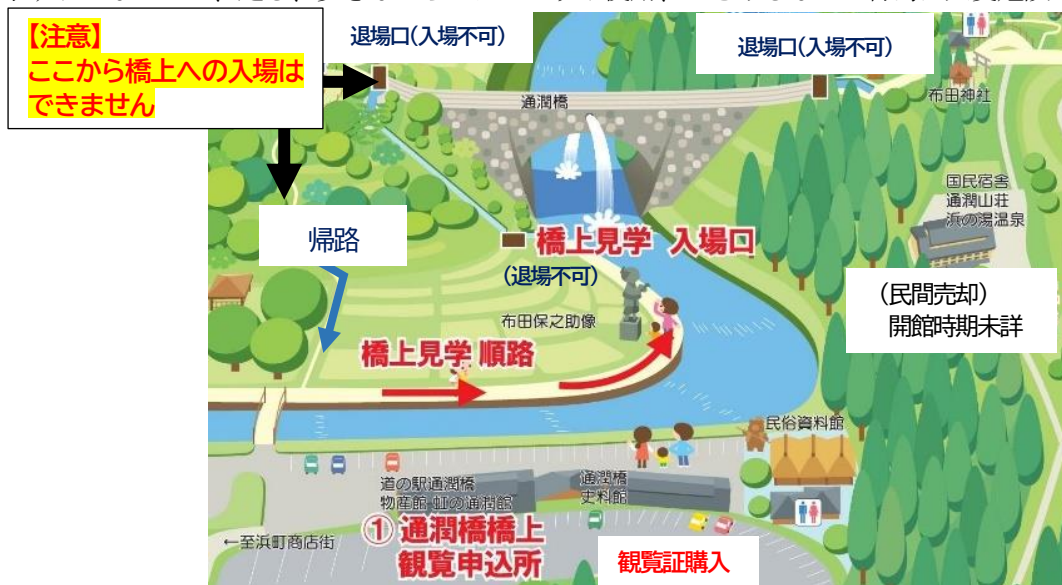 【注意】
ここから橋上への入場は
できません
退場口(入場不可)
退場口(入場不可)
通潤橋
布田神社
国民宿舎
通潤山荘
浜の湯温泉
帰路
橋上見学 入場口
(退場不可)
(民間売却)
開館時期未詳
布田保之助像
橋上見学 順路
民俗資料館
道の駅通潤橋
物産館 虹の通潤館
通潤橋
史料館
① 通潤橋橋上
観覧申込所
←至浜町商店街
観覧証購入